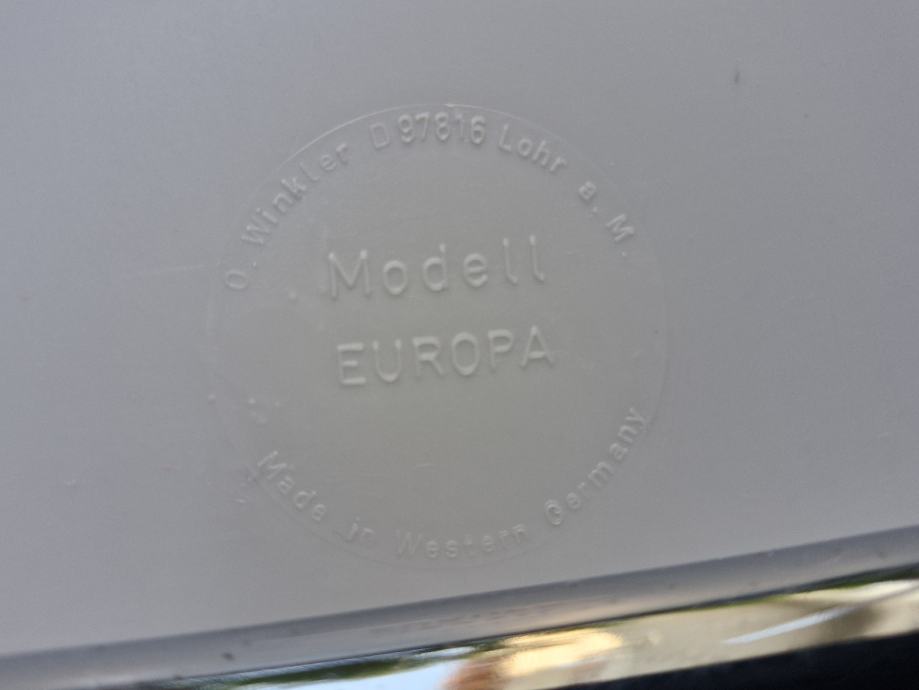 O. Winkler D 97816 Lohr a. M.
Modell
EUROPA
Made in Western Germany